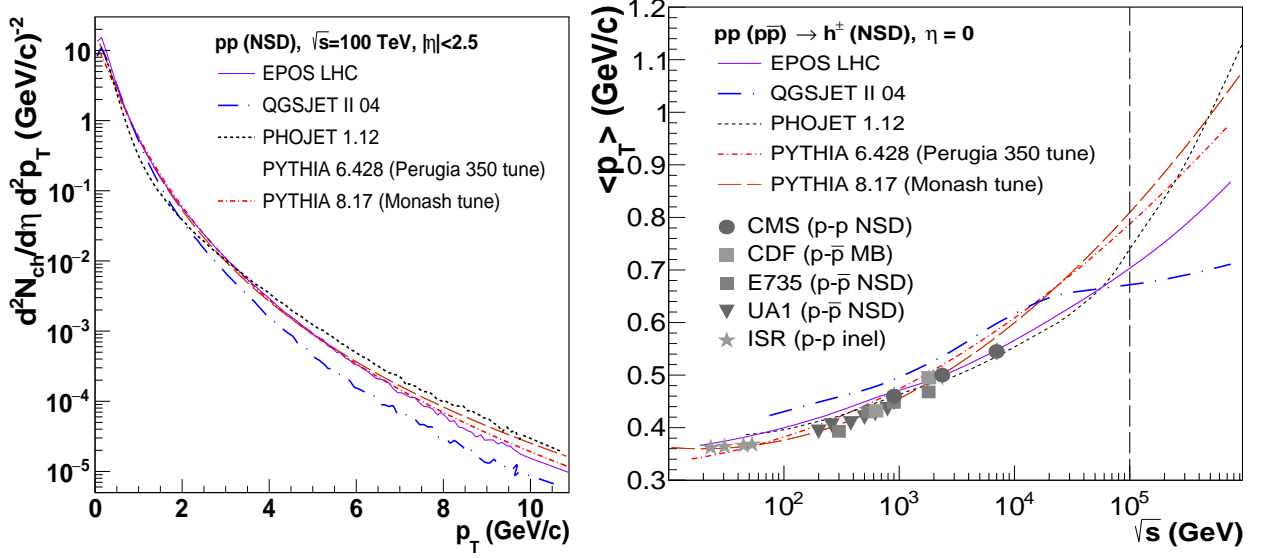 d²N_ch/dη d²p_T (GeV/c)⁻²
10
1
10⁻¹
10⁻²
10⁻³
10⁻⁴
10⁻⁵
pp (NSD), √s=100 TeV, |η|<2.5
EPOS LHC
QGSJET II 04
PHOJET 1.12
PYTHIA 6.428 (Perugia 350 tune)
PYTHIA 8.17 (Monash tune)
0 2 4 6 8 10
p_T (GeV/c)
<p_T> (GeV/c)
1.2
1.1
1
0.9
0.8
0.7
0.6
0.5
0.4
0.3
pp (pp̅) → h± (NSD), η = 0
EPOS LHC
QGSJET II 04
PHOJET 1.12
PYTHIA 6.428 (Perugia 350 tune)
PYTHIA 8.17 (Monash tune)
CMS (p-p NSD)
CDF (p-p̅ MB)
E735 (p-p̅ NSD)
UA1 (p-p̅ NSD)
ISR (p-p inel)
10² 10³ 10⁴ 10⁵
√s (GeV)